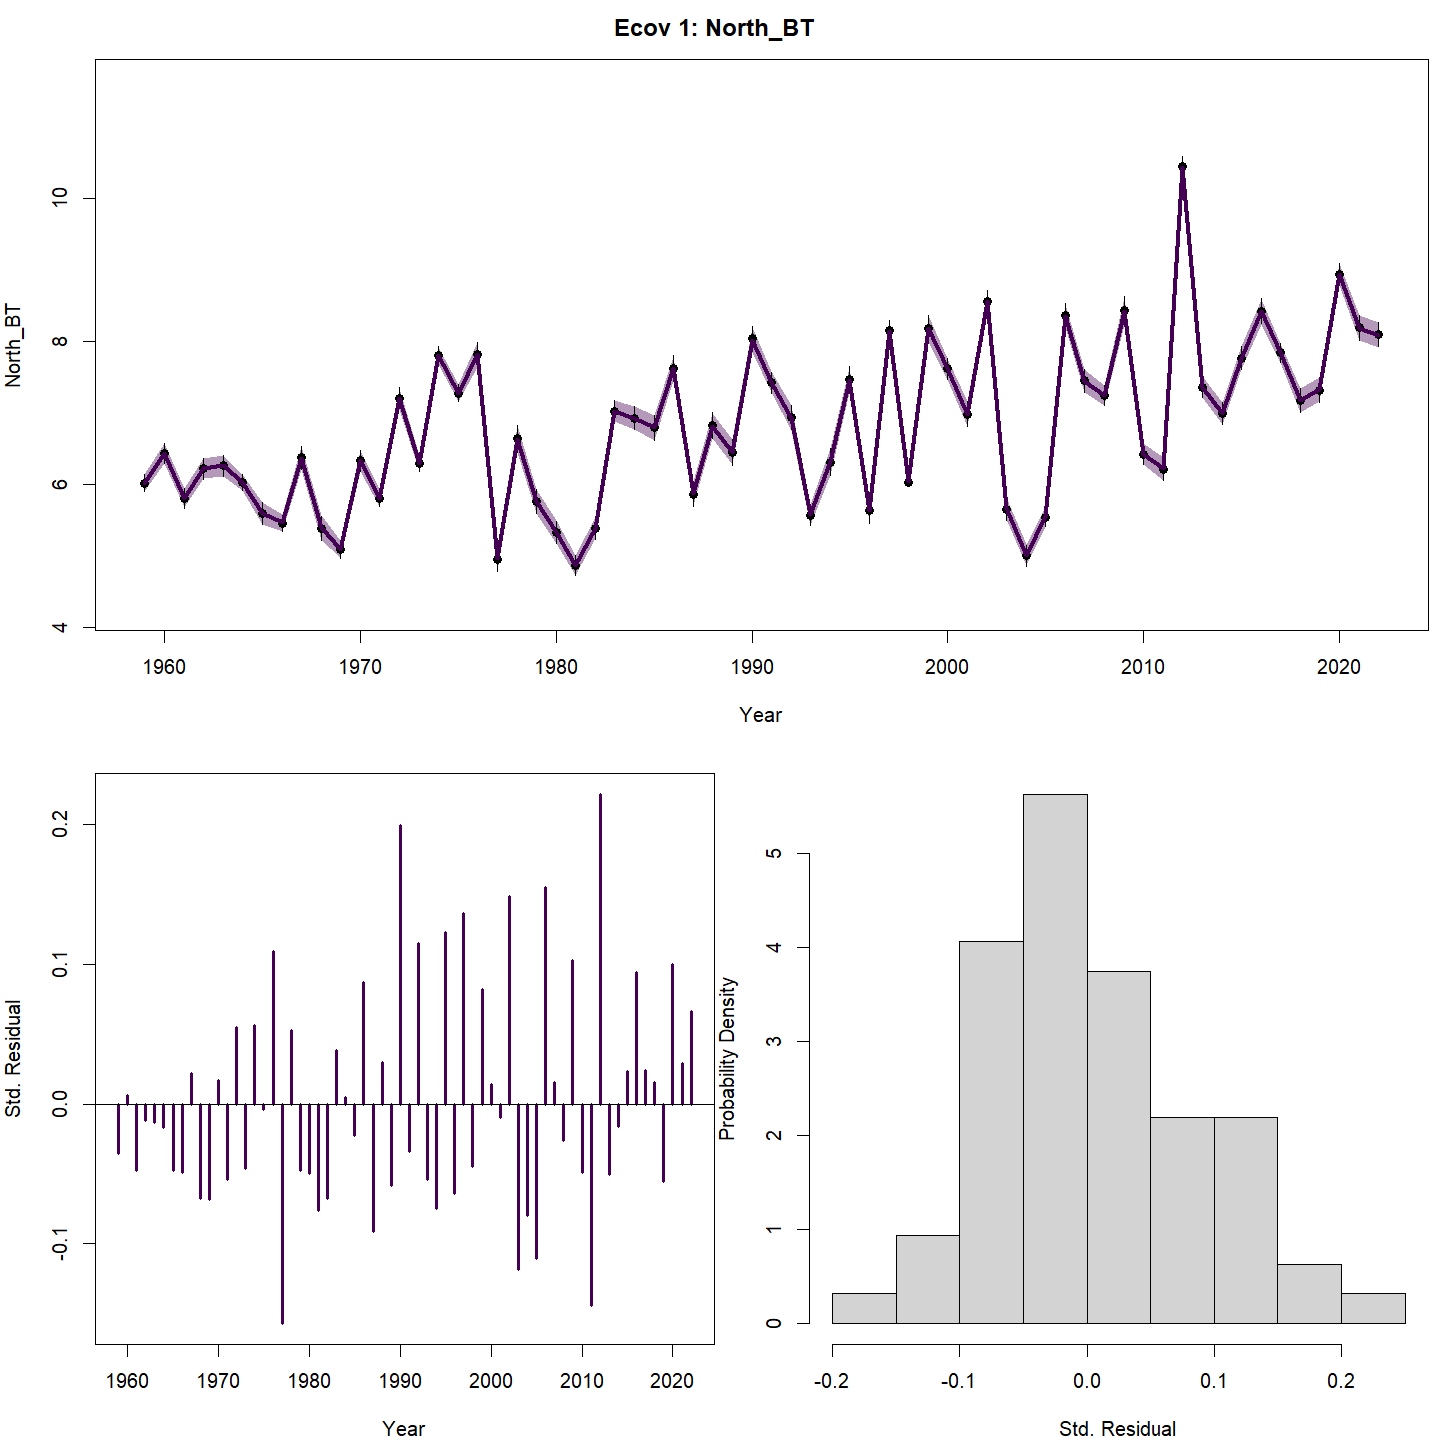 Ecov 1: North_BT
North_BT
10
8
6
4
1960 1970 1980 1990 2000 2010 2020
Year
Std. Residual
0.2
0.1
0.0
-0.1
1960 1970 1980 1990 2000 2010 2020
Year
Probability Density
5
4
3
2
1
0
-0.2 -0.1 0.0 0.1 0.2
Std. Residual